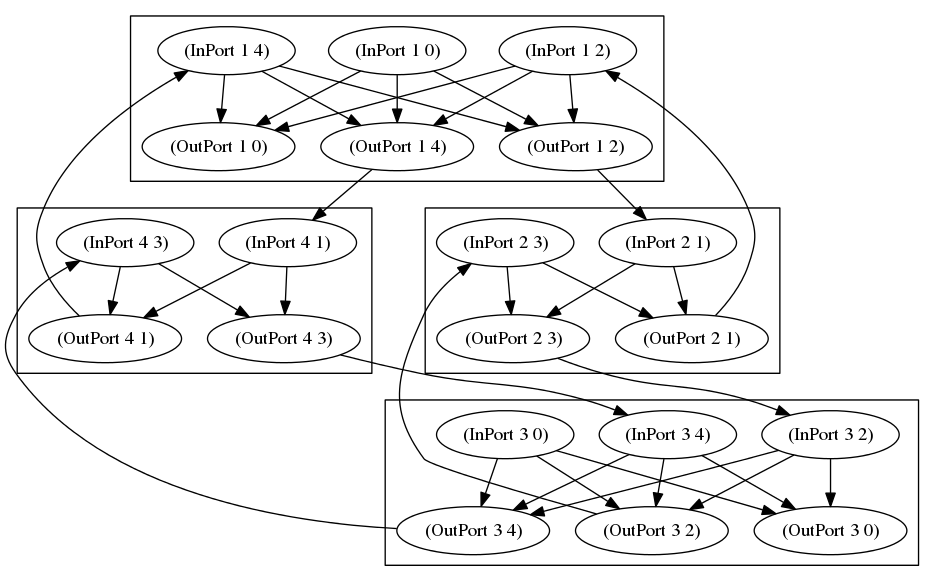 (InPort 1 4)
(InPort 1 0)
(InPort 1 2)
(OutPort 1 0)
(OutPort 1 4)
(OutPort 1 2)
(InPort 4 3)
(InPort 4 1)
(InPort 2 3)
(InPort 2 1)
(OutPort 4 1)
(OutPort 4 3)
(OutPort 2 3)
(OutPort 2 1)
(InPort 3 0)
(InPort 3 4)
(InPort 3 2)
(OutPort 3 4)
(OutPort 3 2)
(OutPort 3 0)